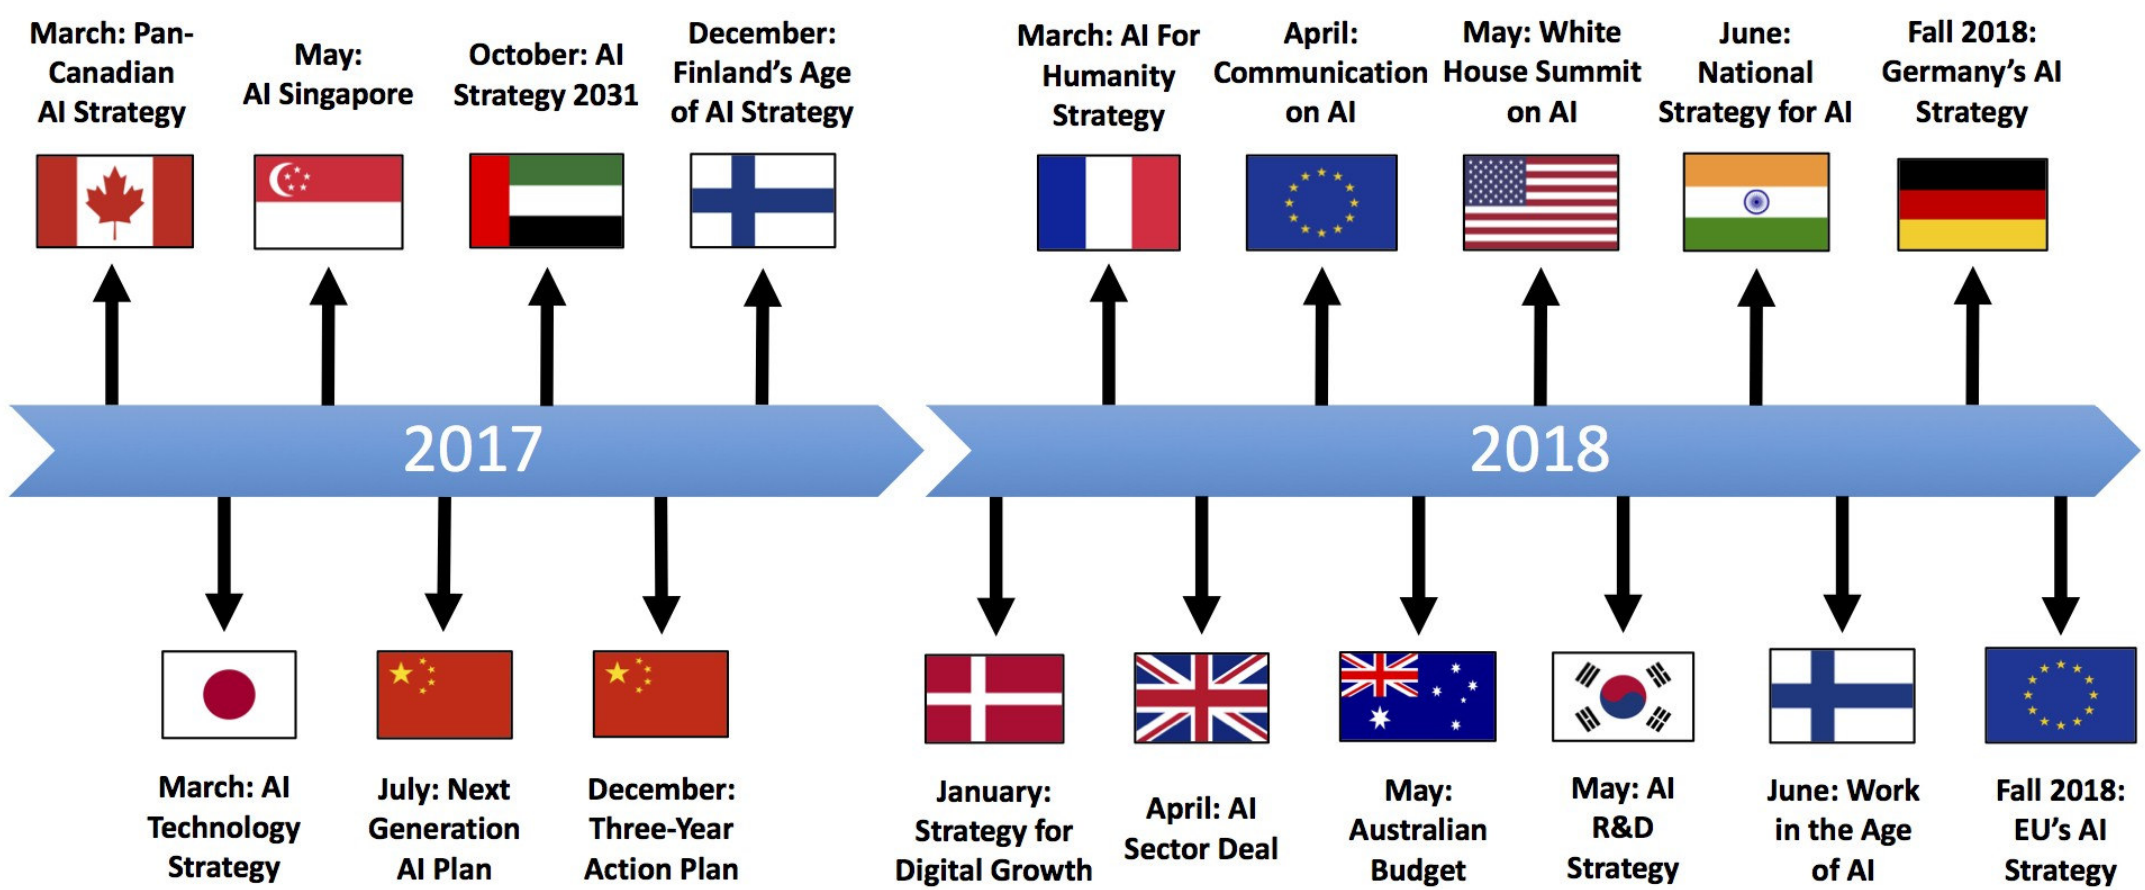 March: Pan-
Canadian
AI Strategy
May:
AI Singapore
October: AI
Strategy 2031
December:
Finland’s Age
of AI Strategy
March: AI For
Humanity
Strategy
April:
Communication
on AI
May: White
House Summit
on AI
June:
National
Strategy for AI
Fall 2018:
Germany’s AI
Strategy
2017
2018
March: AI
Technology
Strategy
July: Next
Generation
AI Plan
December:
Three-Year
Action Plan
January:
Strategy for
Digital Growth
April: AI
Sector Deal
May:
Australian
Budget
May: AI
R&D
Strategy
June: Work
in the Age
of AI
Fall 2018:
EU’s AI
Strategy